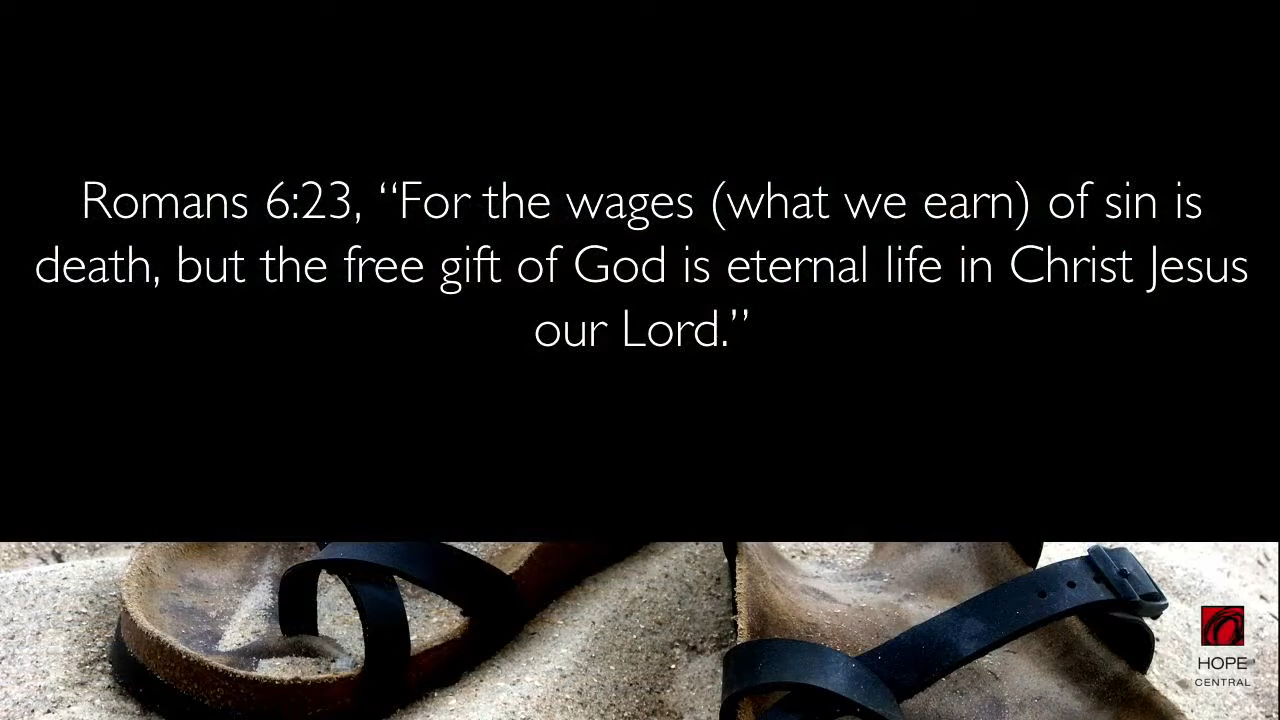 Romans 6:23, “For the wages (what we earn) of sin is
death, but the free gift of God is eternal life in Christ Jesus
our Lord.”
HOPE
CENTRAL